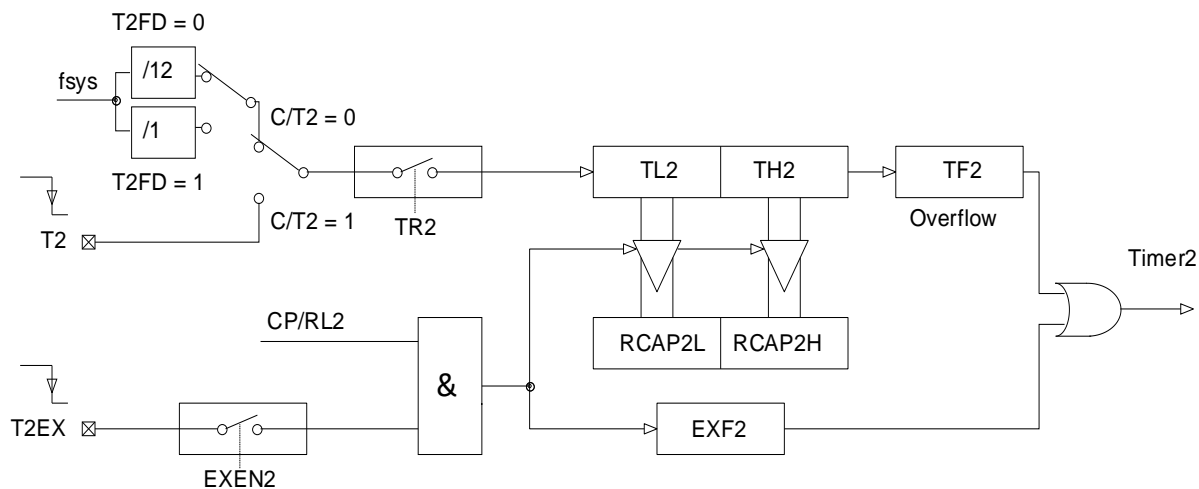 T2FD = 0
/12
fsys
C/T2 = 0
/1
T2FD = 1
TL2
TH2
TF2
T2
C/T2 = 1
TR2
Overflow
Timer2
CP/RL2
RCAP2L
RCAP2H
&
T2EX
EXF2
EXEN2